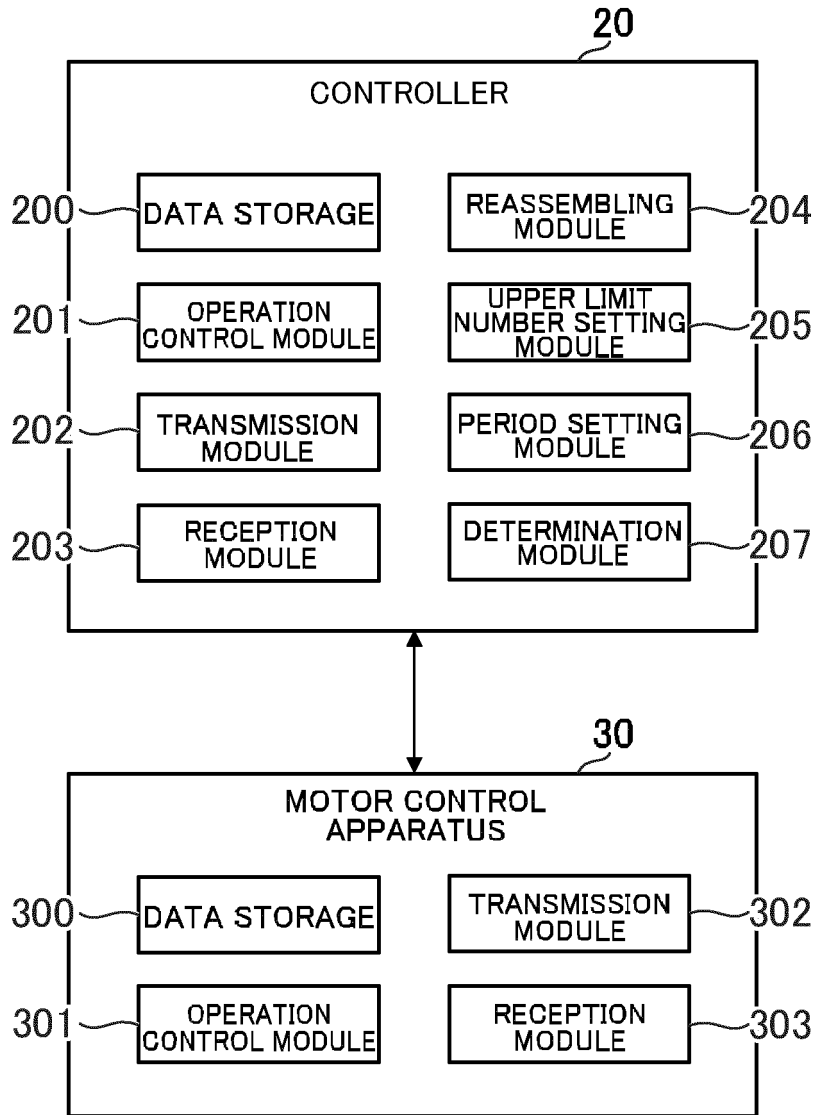 20
CONTROLLER
200
DATA STORAGE
REASSEMBLING
MODULE
204
201
OPERATION
CONTROL MODULE
UPPER LIMIT
NUMBER SETTING
MODULE
205
202
TRANSMISSION
MODULE
PERIOD SETTING
MODULE
206
203
RECEPTION
MODULE
DETERMINATION
MODULE
207
30
MOTOR CONTROL
APPARATUS
300
DATA STORAGE
TRANSMISSION
MODULE
302
301
OPERATION
CONTROL MODULE
RECEPTION
MODULE
303